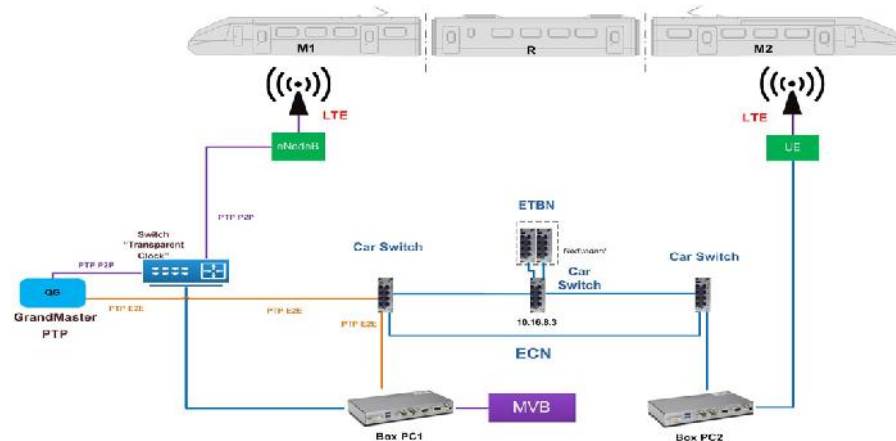 M1
R
M2
LTE
LTE
eNodeB
UE
PTP P2P
ETBN
Redundant
Switch
"Transparent
Clock"
Car Switch
Car
Switch
Car Switch
PTP P2P
GrandMaster
PTP
PTP E2E
PTP E2E
PTP E2E
10.16.8.3
ECN
MVB
Box PC1
Box PC2